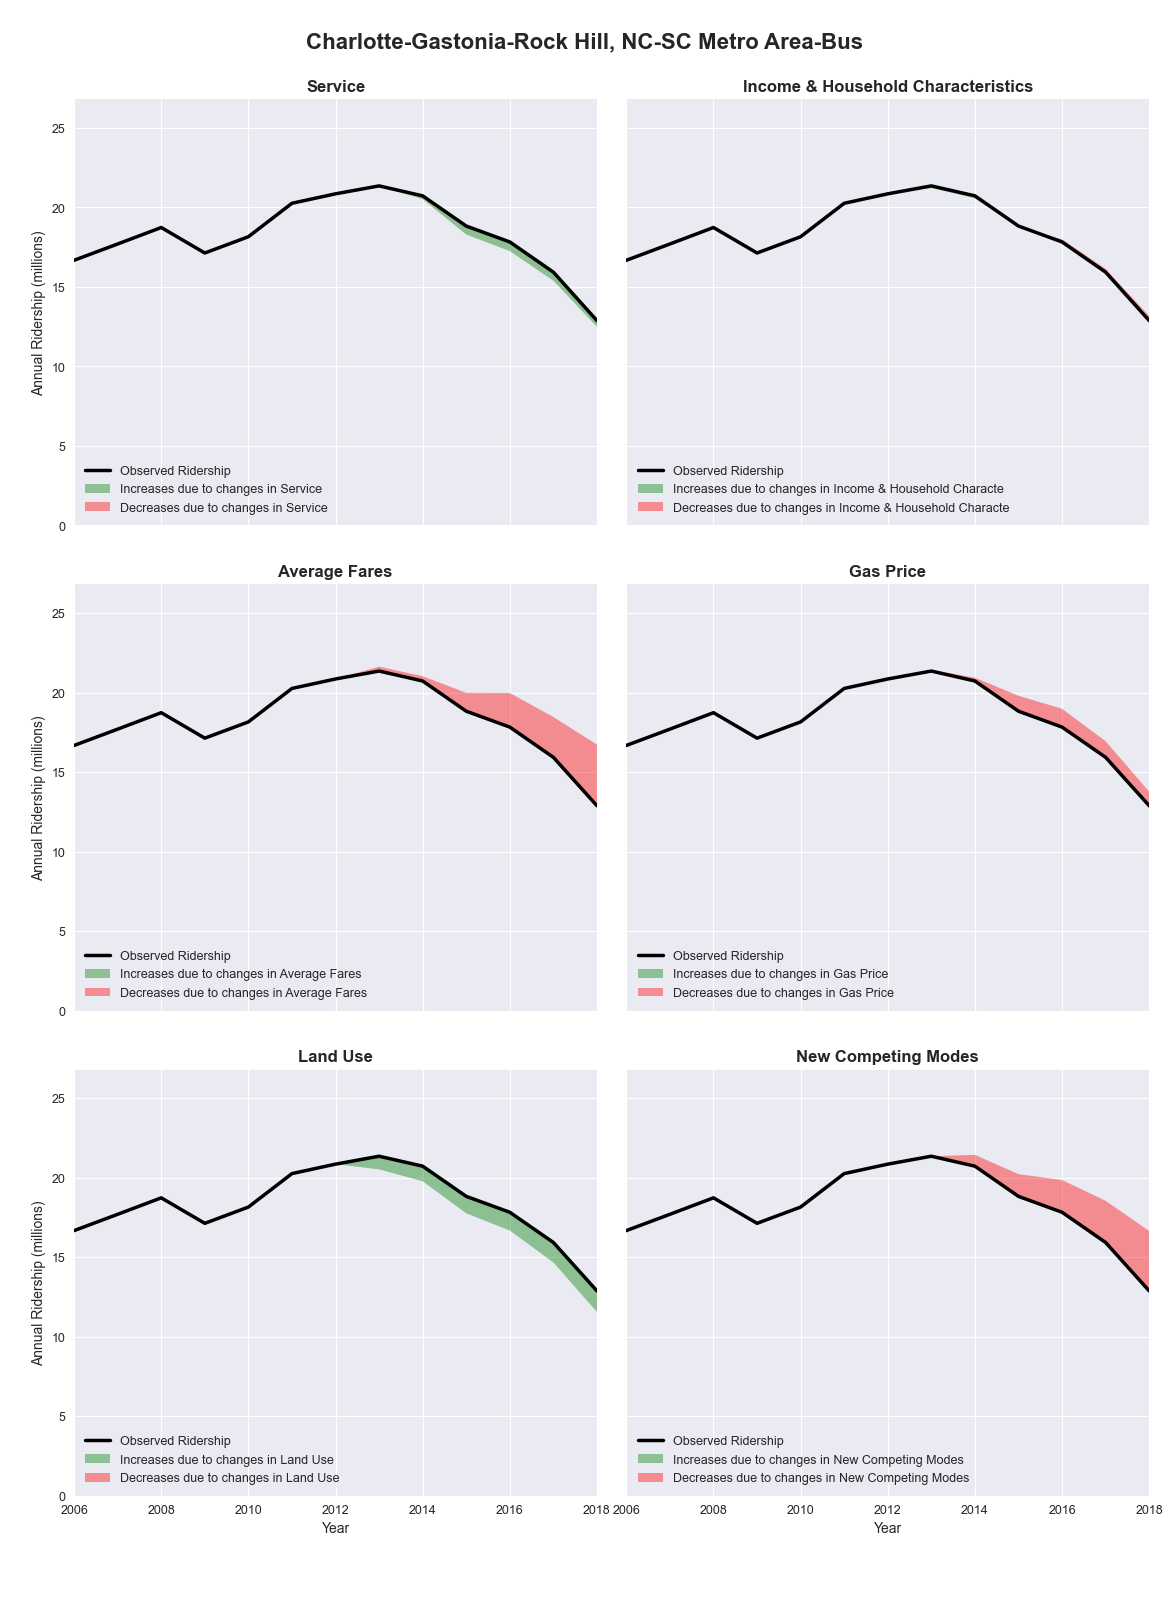 Charlotte-Gastonia-Rock Hill, NC-SC Metro Area-Bus
Service
Annual Ridership (millions)
25
20
15
10
5
0
Observed Ridership
Increases due to changes in Service
Decreases due to changes in Service
Income & Household Characteristics
Observed Ridership
Increases due to changes in Income & Household Characte
Decreases due to changes in Income & Household Characte
Average Fares
Annual Ridership (millions)
25
20
15
10
5
0
Observed Ridership
Increases due to changes in Average Fares
Decreases due to changes in Average Fares
Gas Price
Observed Ridership
Increases due to changes in Gas Price
Decreases due to changes in Gas Price
Land Use
Annual Ridership (millions)
25
20
15
10
5
0
Observed Ridership
Increases due to changes in Land Use
Decreases due to changes in Land Use
2006 2008 2010 2012 2014 2016 2018
Year
New Competing Modes
Observed Ridership
Increases due to changes in New Competing Modes
Decreases due to changes in New Competing Modes
2006 2008 2010 2012 2014 2016 2018
Year